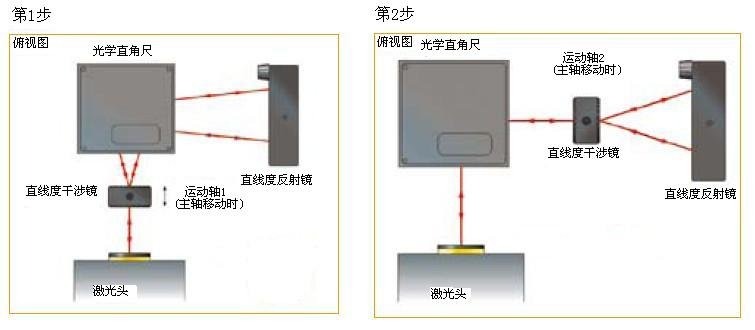 第1步
俯视图
光学直角尺
直线度反射镜
直线度干涉镜
运动轴1
(主轴移动时)
激光头
第2步
俯视图
光学直角尺
运动轴2
(主轴移动时)
直线度干涉镜
直线度反射镜
激光头